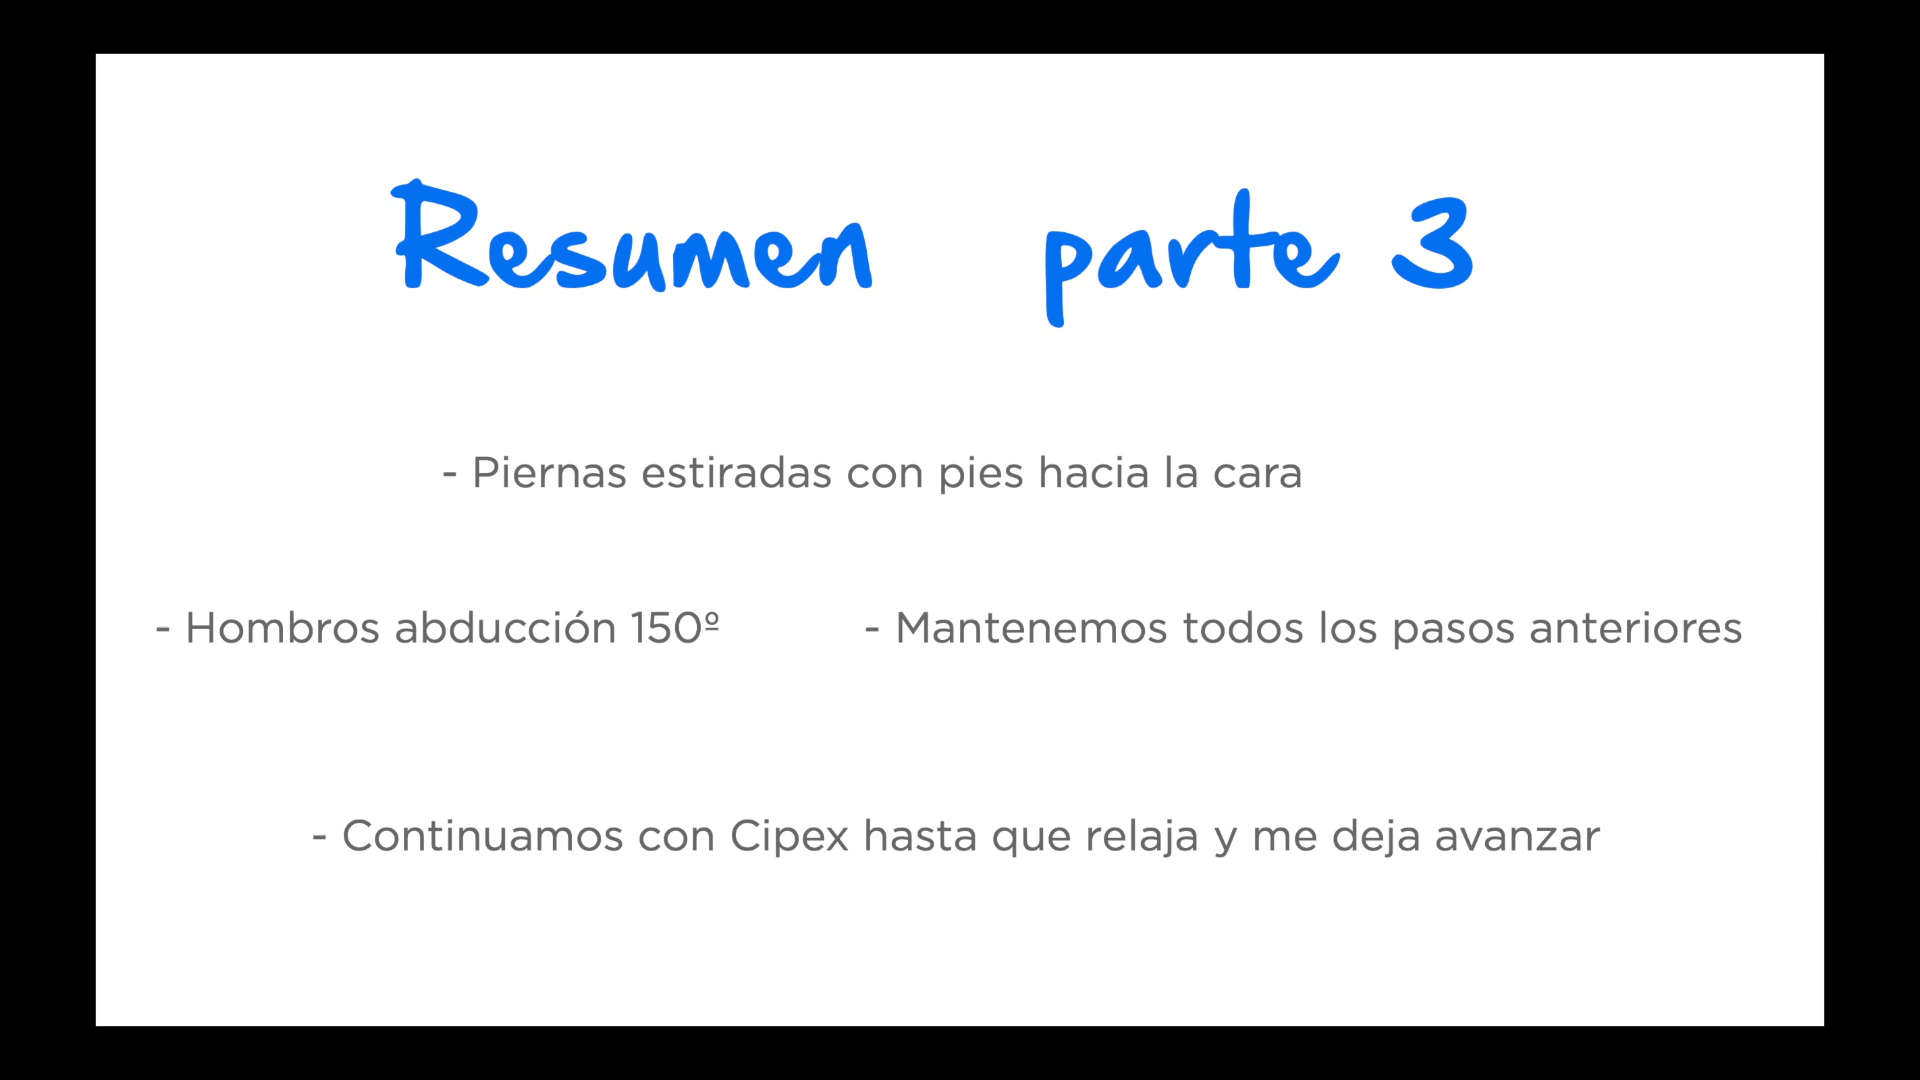 Resumen parte 3
- Piernas estiradas con pies hacia la cara
- Hombros abducción 150º
- Mantenemos todos los pasos anteriores
- Continuamos con Cipex hasta que relaja y me deja avanzar